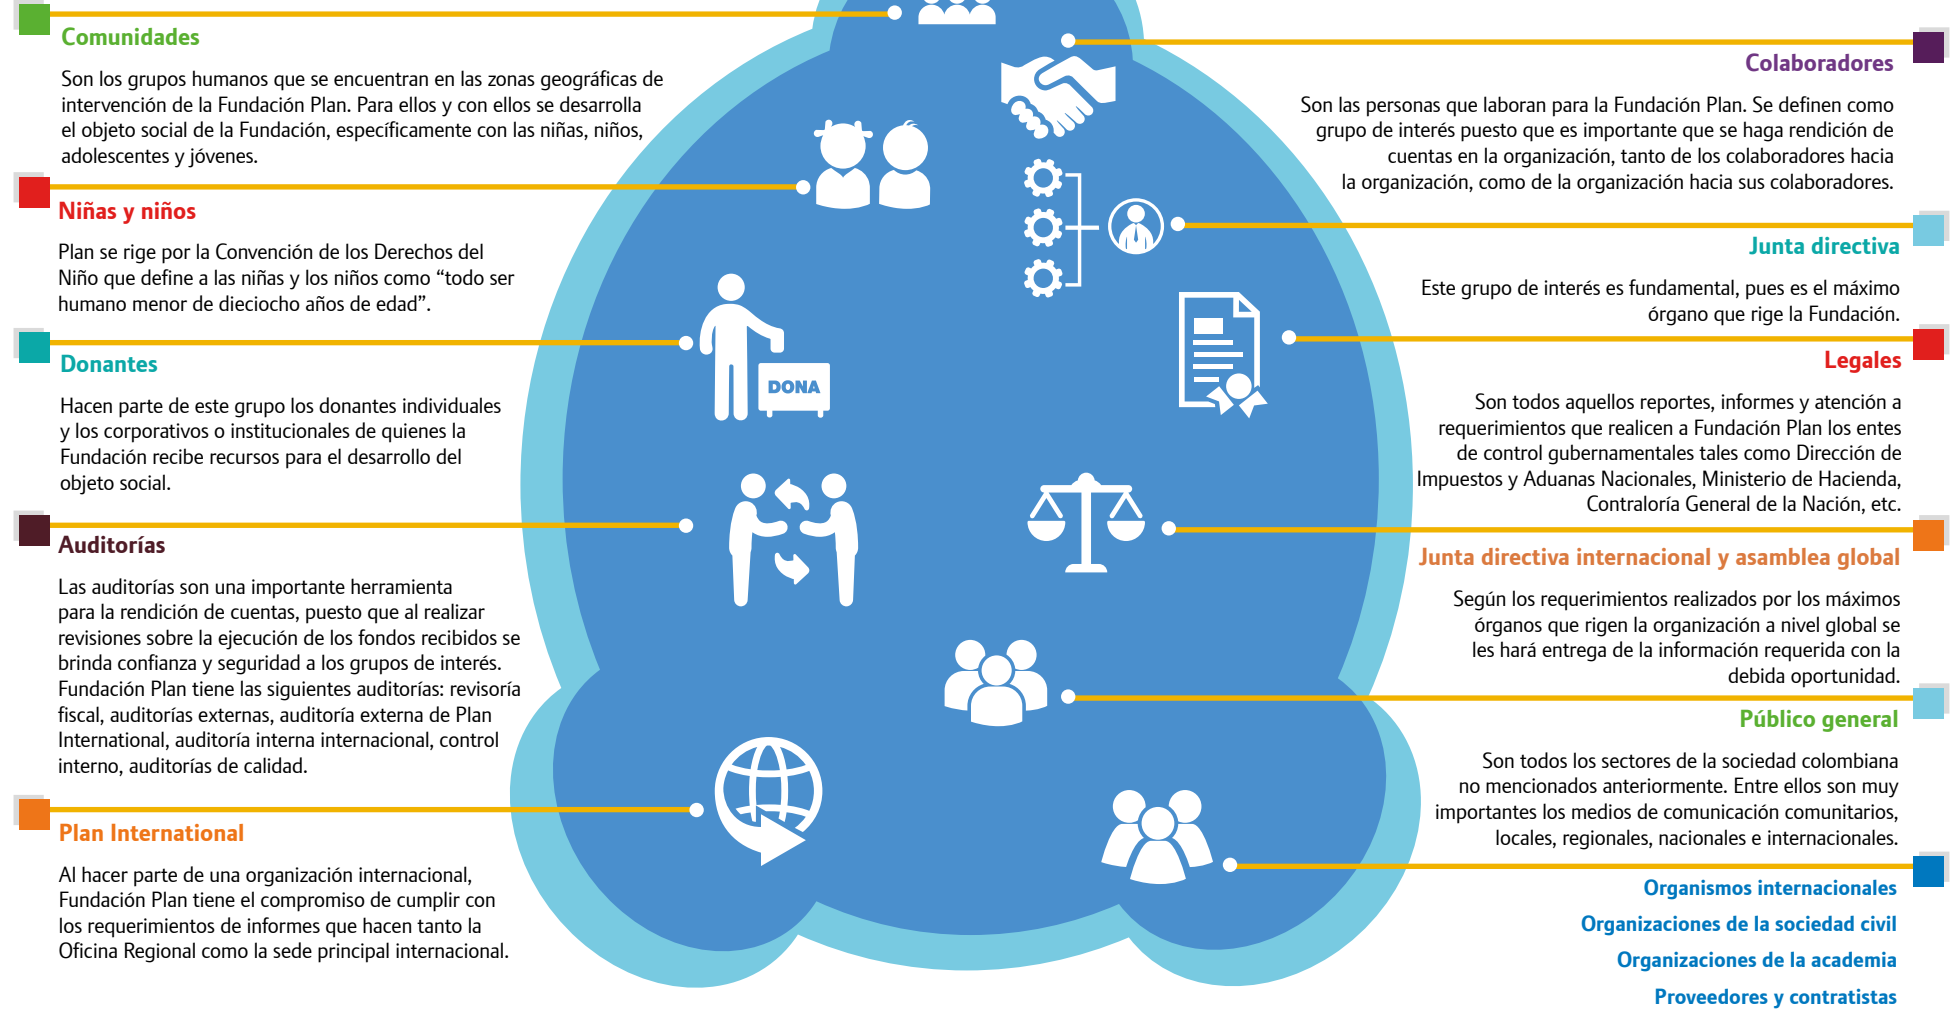 Comunidades
Son los grupos humanos que se encuentran en las zonas geográficas de
intervención de la Fundación Plan. Para ellos y con ellos se desarrolla
el objeto social de la Fundación, específicamente con las niñas, niños,
adolescentes y jóvenes.
Niñas y niños
Plan se rige por la Convención de los Derechos del
Niño que define a las niñas y los niños como “todo ser
humano menor de dieciocho años de edad”.
Donantes
Hacen parte de este grupo los donantes individuales
y los corporativos o institucionales de quienes la
Fundación recibe recursos para el desarrollo del
objeto social.
Auditorías
Las auditorías son una importante herramienta
para la rendición de cuentas, puesto que al realizar
revisiones sobre la ejecución de los fondos recibidos se
brinda confianza y seguridad a los grupos de interés.
Fundación Plan tiene las siguientes auditorías: revisoría
fiscal, auditorías externas, auditoría externa de Plan
International, auditoría interna internacional, control
interno, auditorías de calidad.
Plan International
Al hacer parte de una organización internacional,
Fundación Plan tiene el compromiso de cumplir con
los requerimientos de informes que hacen tanto la
Oficina Regional como la sede principal internacional.
DONA
Colaboradores
Son las personas que laboran para la Fundación Plan. Se definen como
grupo de interés puesto que es importante que se haga rendición de
cuentas en la organización, tanto de los colaboradores hacia
la organización, como de la organización hacia sus colaboradores.
Junta directiva
Este grupo de interés es fundamental, pues es el máximo
órgano que rige la Fundación.
Legales
Son todos aquellos reportes, informes y atención a
requerimientos que realicen a Fundación Plan los entes
de control gubernamentales tales como Dirección de
Impuestos y Aduanas Nacionales, Ministerio de Hacienda,
Contraloría General de la Nación, etc.
Junta directiva internacional y asamblea global
Según los requerimientos realizados por los máximos
órganos que rigen la organización a nivel global se
les hará entrega de la información requerida con la
debida oportunidad.
Público general
Son todos los sectores de la sociedad colombiana
no mencionados anteriormente. Entre ellos son muy
importantes los medios de comunicación comunitarios,
locales, regionales, nacionales e internacionales.
Organismos internacionales
Organizaciones de la sociedad civil
Organizaciones de la academia
Proveedores y contratistas